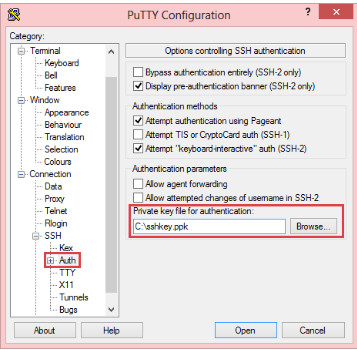 PuTTY Configuration
? ×
Category:
Terminal
Keyboard
Bell
Features
Window
Appearance
Behaviour
Translation
Selection
Colours
Connection
Data
Proxy
Telnet
Rlogin
SSH
Kex
Auth
TTY
X11
Tunnels
Bugs
Options controlling SSH authentication
Bypass authentication entirely (SSH-2 only)
Display pre-authentication banner (SSH-2 only)
Authentication methods
Attempt authentication using Pageant
Attempt TIS or CryptoCard auth (SSH-1)
Attempt "keyboard-interactive" auth (SSH-2)
Authentication parameters
Allow agent forwarding
Allow attempted changes of username in SSH-2
Private key file for authentication:
C:\sshkey.ppk
Browse...
About
Help
Open
Cancel